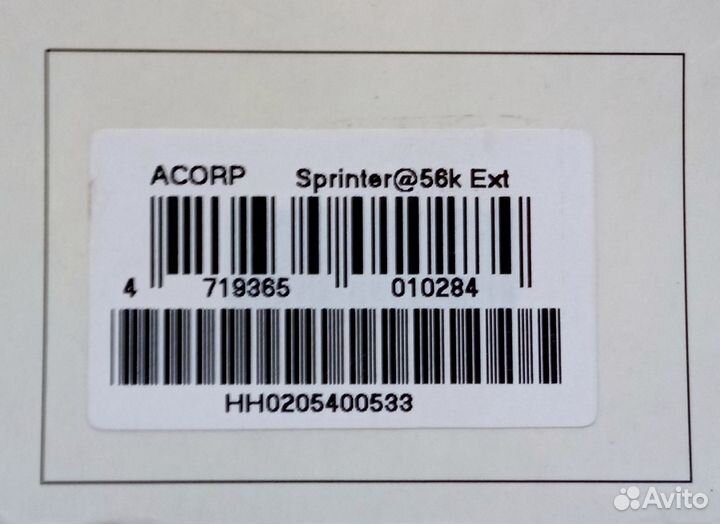 ACORP Sprinter@56k Ext
4 719365 010284
HH0205400533
Avito